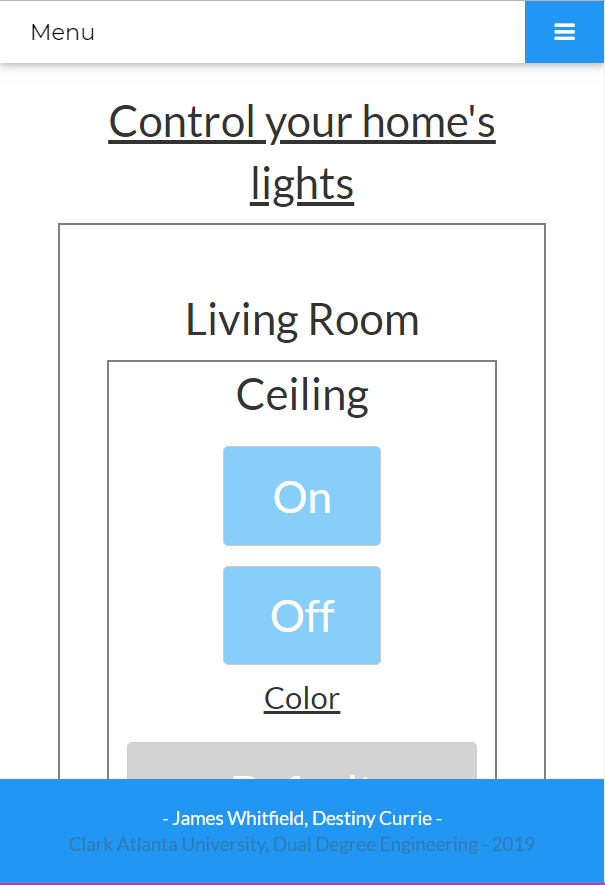 Menu
Control your home's
lights
Living Room
Ceiling
On
Off
Color
Default
- James Whitfield, Destiny Currie -
Clark Atlanta University, Dual Degree Engineering - 2019